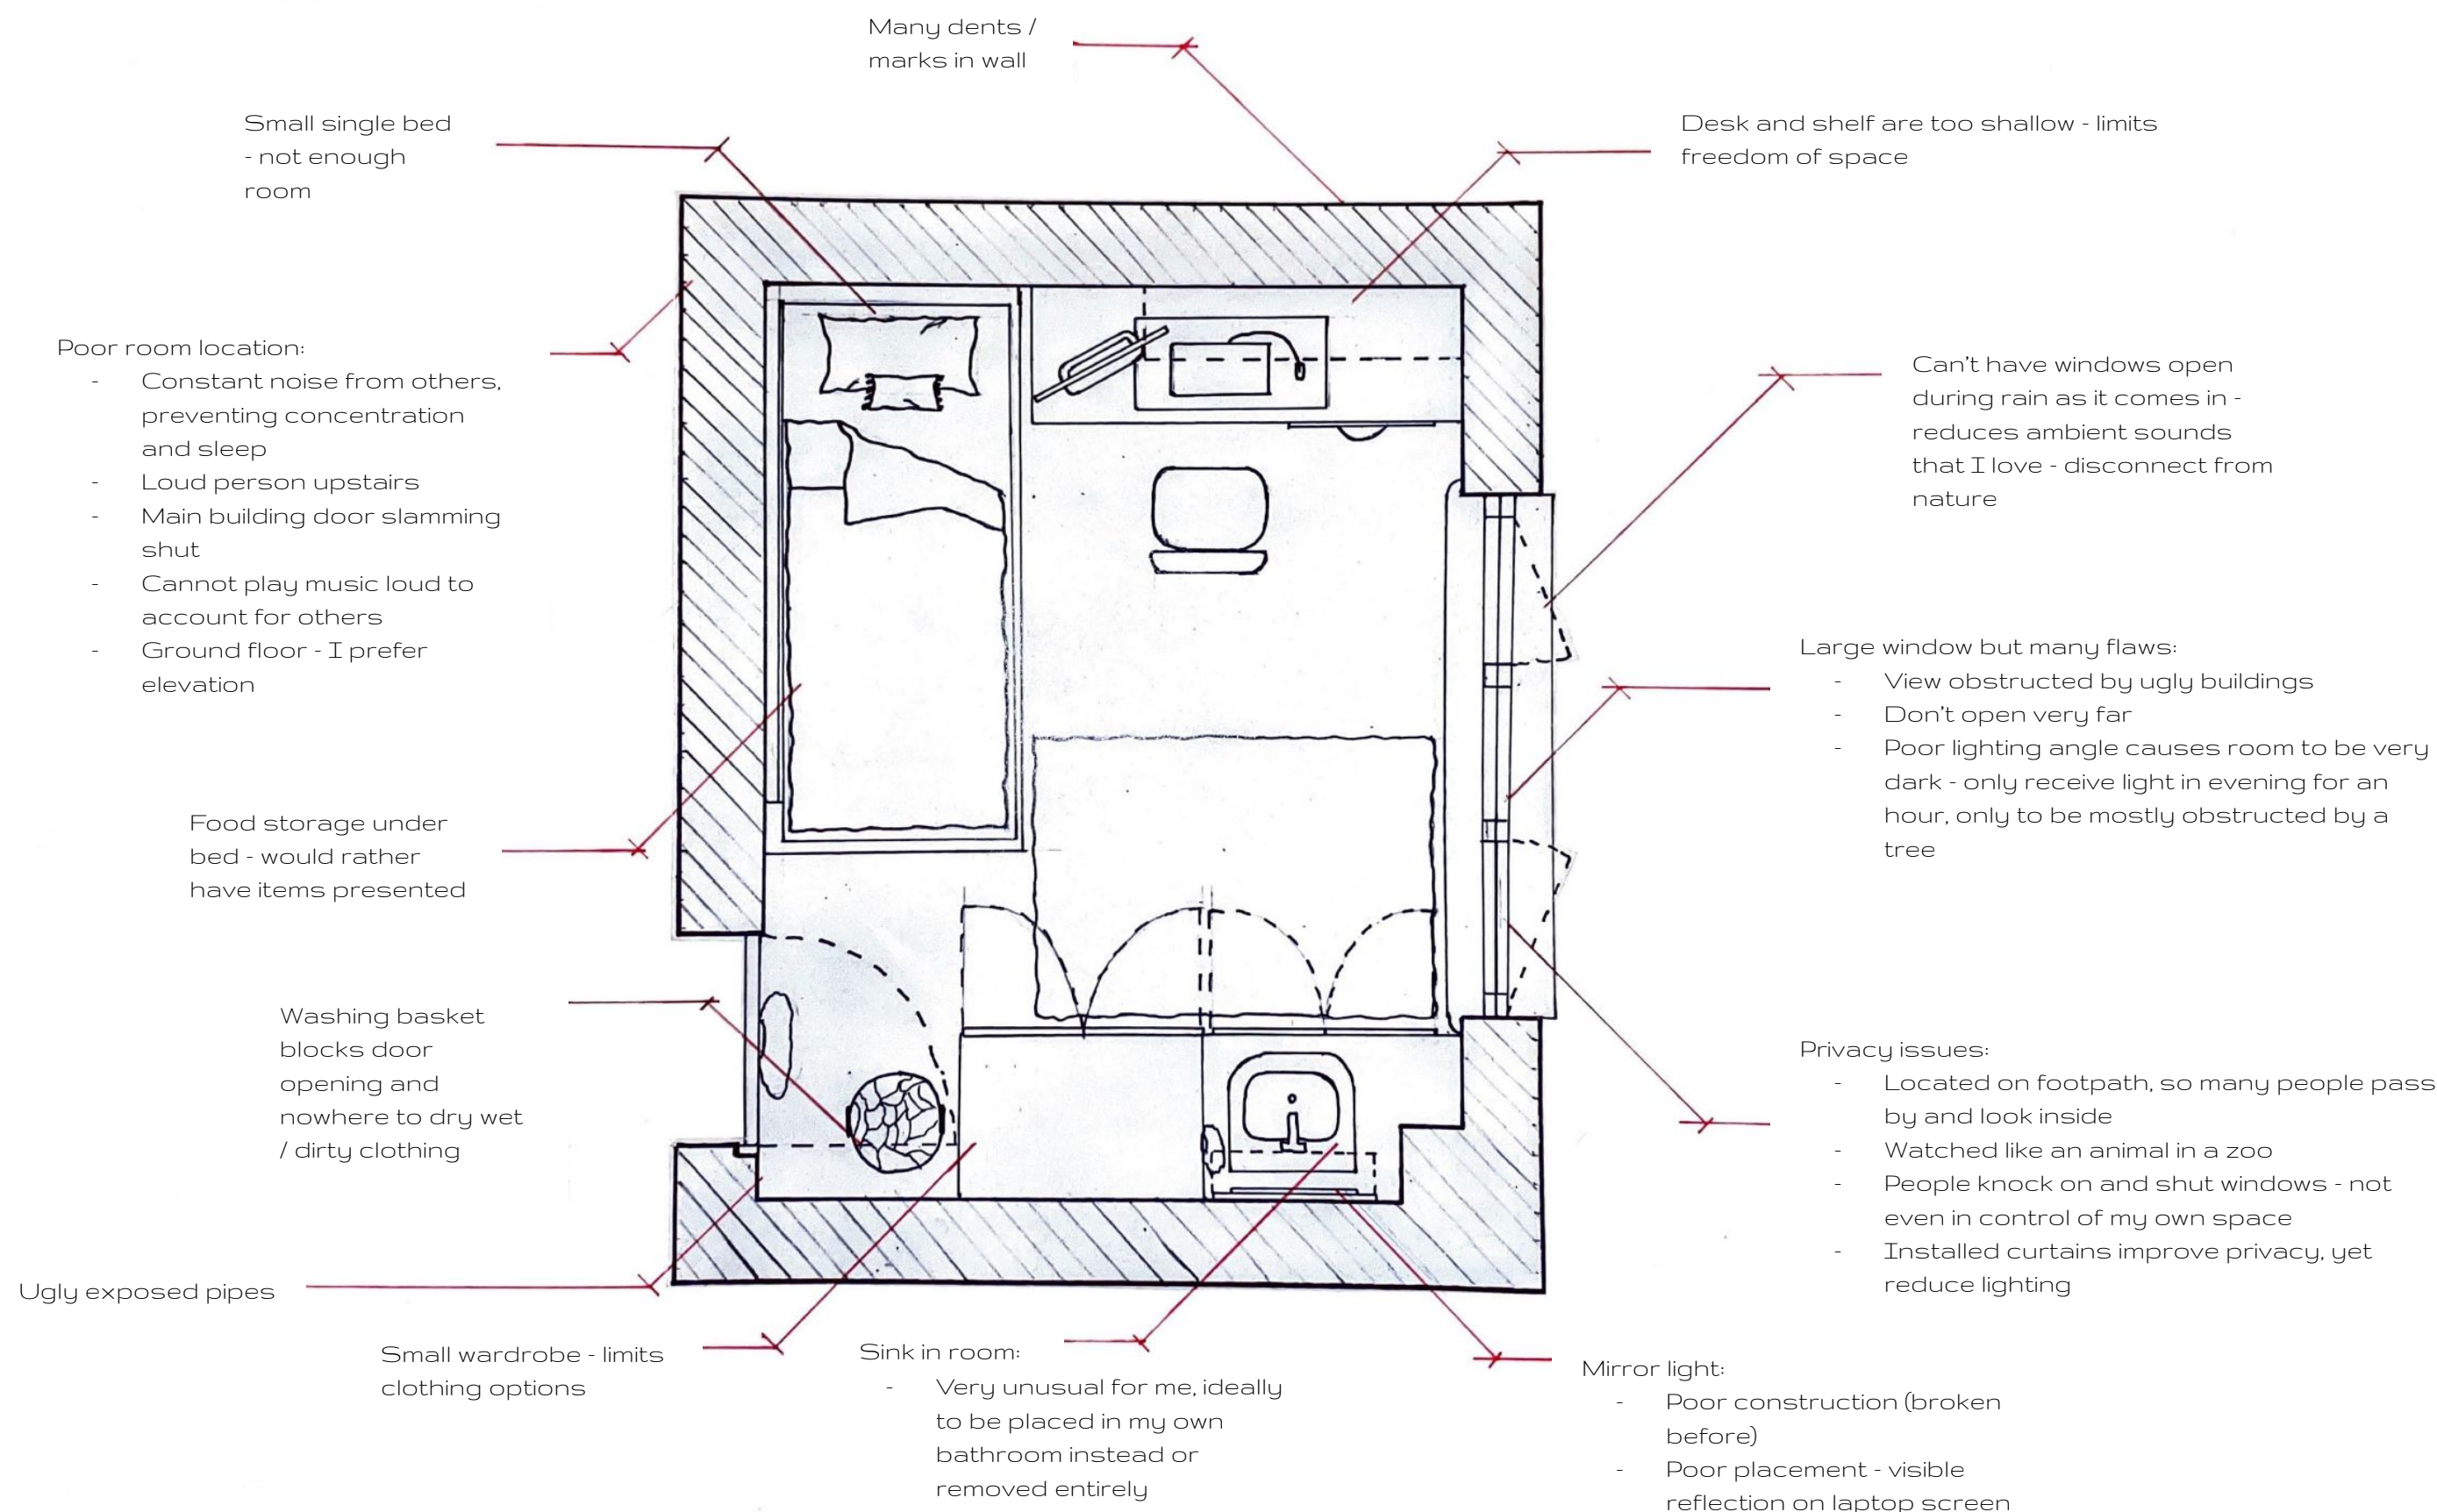 Many dents /
marks in wall
Small single bed
- not enough
room
Desk and shelf are too shallow - limits
freedom of space
Poor room location:
- Constant noise from others,
preventing concentration
and sleep
- Loud person upstairs
- Main building door slamming
shut
- Cannot play music loud to
account for others
- Ground floor - I prefer
elevation
Can't have windows open
during rain as it comes in -
reduces ambient sounds
that I love - disconnect from
nature
Large window but many flaws:
- View obstructed by ugly buildings
- Don't open very far
- Poor lighting angle causes room to be very
dark - only receive light in evening for an
hour, only to be mostly obstructed by a
tree
Food storage under
bed - would rather
have items presented
Washing basket
blocks door
opening and
nowhere to dry wet
/ dirty clothing
Privacy issues:
- Located on footpath, so many people pass
by and look inside
- Watched like an animal in a zoo
- People knock on and shut windows - not
even in control of my own space
- Installed curtains improve privacy, yet
reduce lighting
Ugly exposed pipes
Small wardrobe - limits
clothing options
Sink in room:
- Very unusual for me, ideally
to be placed in my own
bathroom instead or
removed entirely
Mirror light:
- Poor construction (broken
before)
- Poor placement - visible
reflection on laptop screen